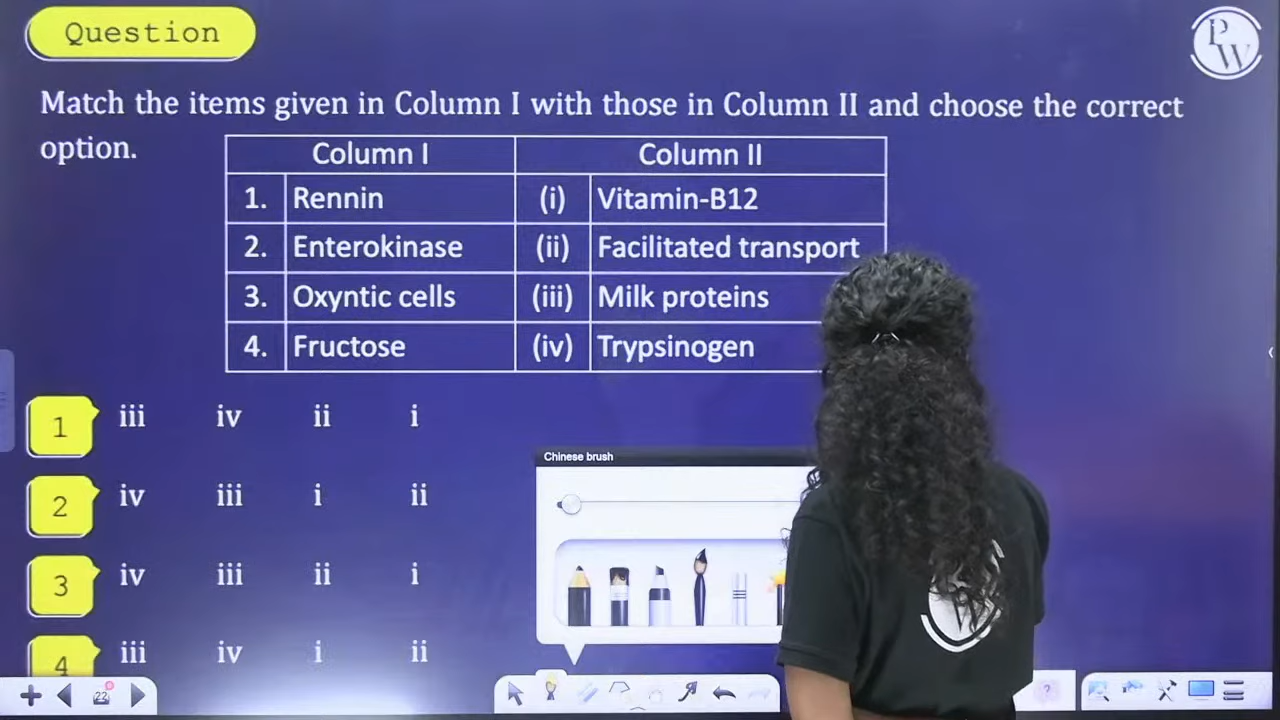 Question
PW
Match the items given in Column I with those in Column II and choose the correct
option.
Column I Column II
1. Rennin (i) Vitamin-B12
2. Enterokinase (ii) Facilitated transport
3. Oxyntic cells (iii) Milk proteins
4. Fructose (iv) Trypsinogen
1 iii iv ii i
2 iv iii i ii
3 iv iii ii i
4 iii iv i ii
Chinese brush
22
?
W